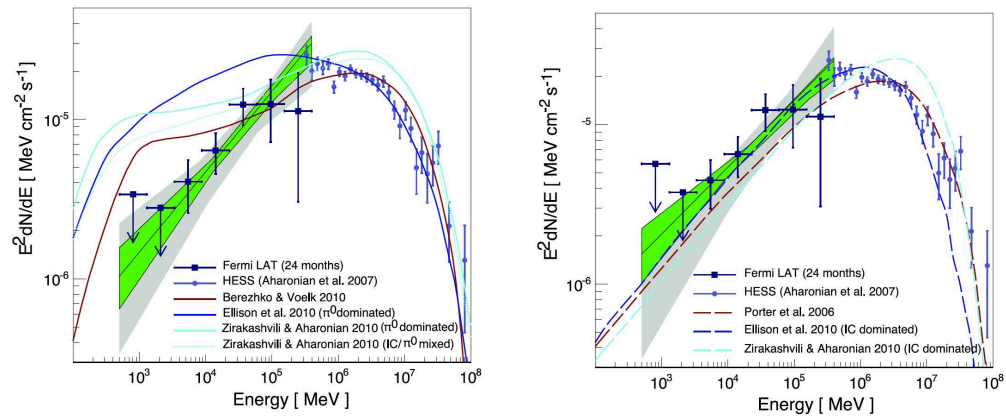 E²dN/dE [ MeV cm⁻² s⁻¹ ]
10⁻⁵
10⁻⁶
Fermi LAT (24 months)
HESS (Aharonian et al. 2007)
Berezhko & Voelk 2010
Ellison et al. 2010 (π⁰dominated)
Zirakashvili & Aharonian 2010 (π⁰ dominated)
Zirakashvili & Aharonian 2010 (IC/π⁰ mixed)
10³ 10⁴ 10⁵ 10⁶ 10⁷ 10⁸
Energy [ MeV ]
E²dN/dE [ MeV cm⁻² s⁻¹ ]
-5
10⁻⁶
Fermi LAT (24 months)
HESS (Aharonian et al. 2007)
Porter et al. 2006
Ellison et al. 2010 (IC dominated)
Zirakashvili & Aharonian 2010 (IC dominated)
10³ 10⁴ 10⁵ 10⁶ 10⁷ 10⁸
Energy [ MeV ]